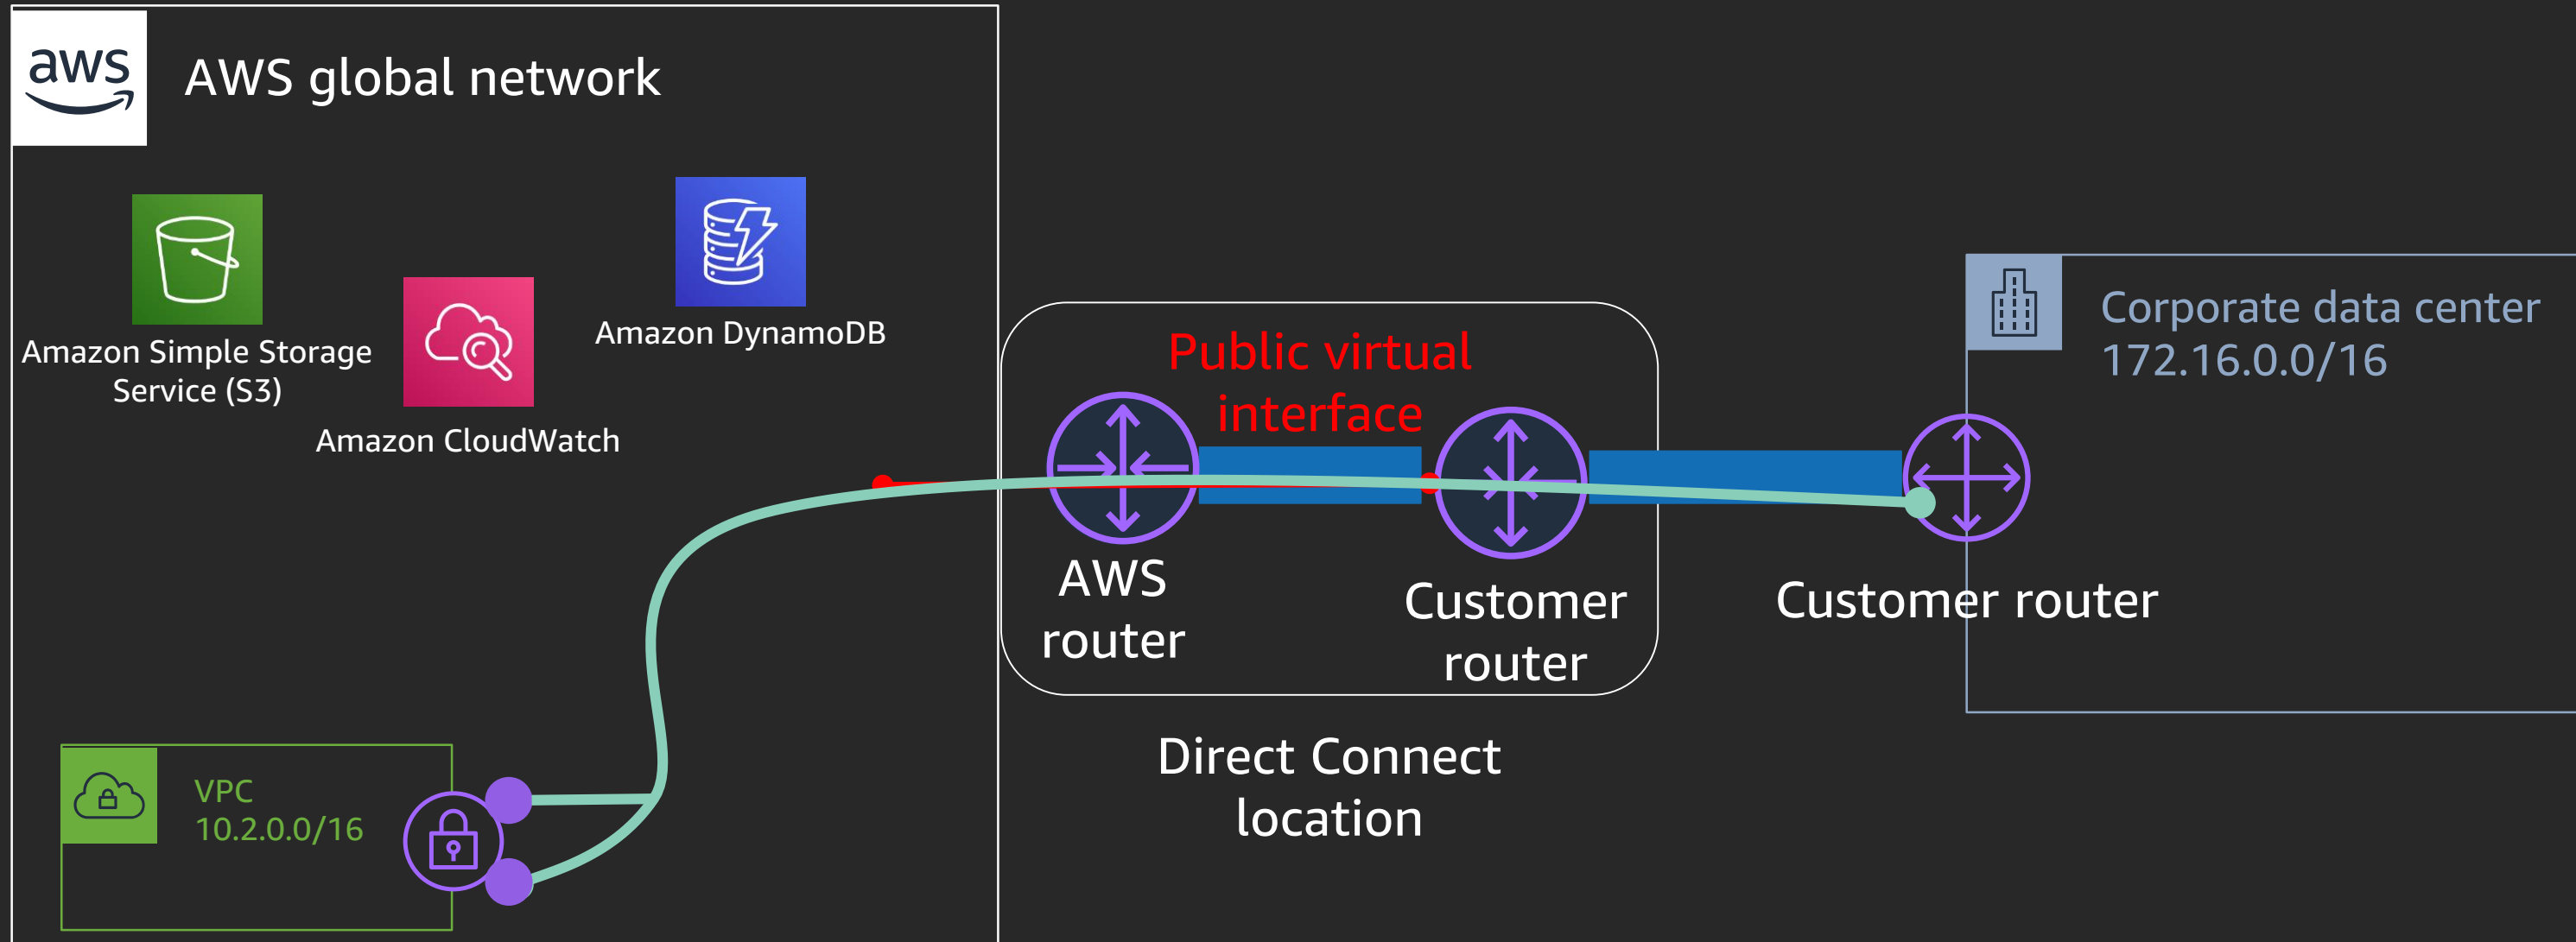 aws
AWS global network
Amazon Simple Storage
Service (S3)
Amazon CloudWatch
Amazon DynamoDB
VPC
10.2.0.0/16
Public virtual
interface
AWS
router
Customer
router
Direct Connect
location
Corporate data center
172.16.0.0/16
Customer router